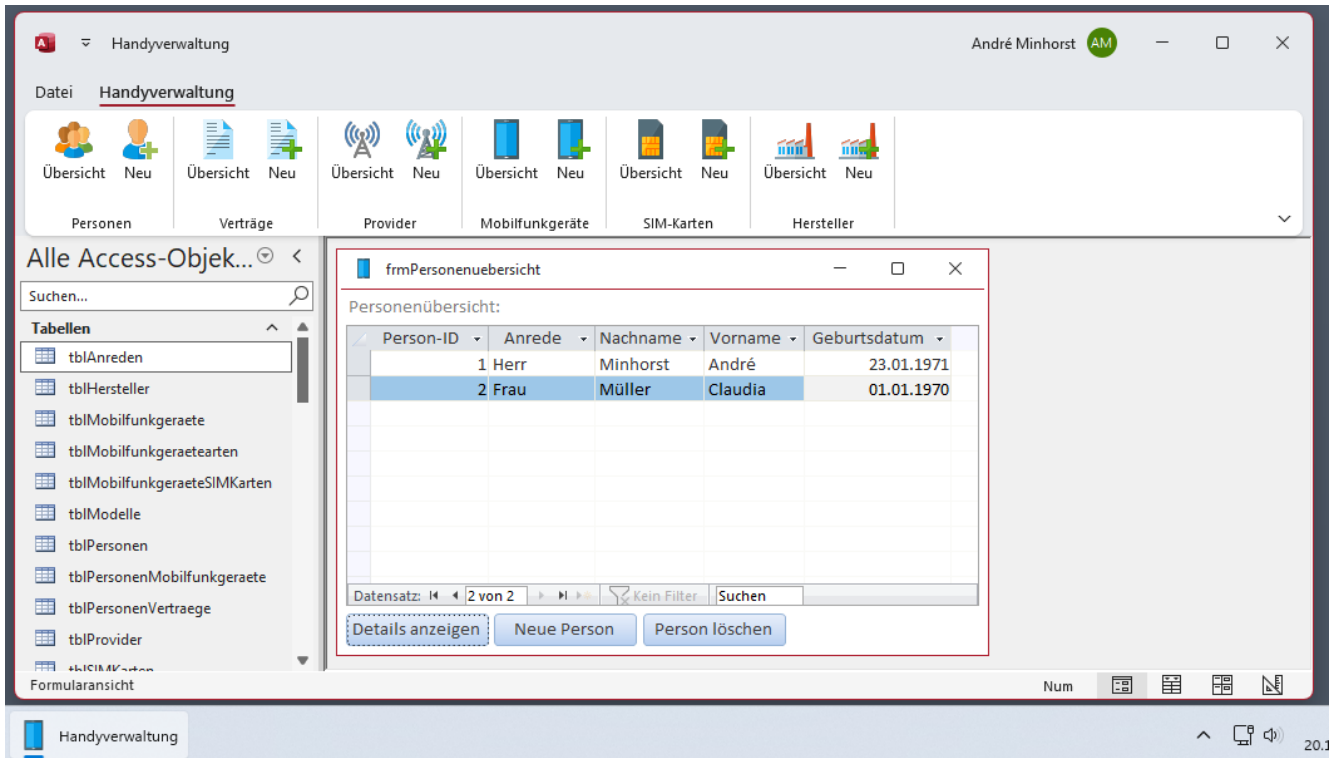 Handyverwaltung
André Minhorst AM
Datei Handyverwaltung
Übersicht Neu Übersicht Neu Übersicht Neu Übersicht Neu Übersicht Neu Übersicht Neu
Personen Verträge Provider Mobilfunkgeräte SIM-Karten Hersteller
Alle Access-Objek...
Suchen...
Tabellen
tblAnreden
tblHersteller
tblMobilfunkgeraete
tblMobilfunkgeraetearten
tblMobilfunkgeraeteSIMKarten
tblModelle
tblPersonen
tblPersonenMobilfunkgeraete
tblPersonenVertraege
tblProvider
tblSIMKarten
frmPersonenuebersicht
Personenübersicht:
Person-ID Anrede Nachname Vorname Geburtsdatum
1 Herr Minhorst André 23.01.1971
2 Frau Müller Claudia 01.01.1970
Datensatz: 2 von 2 Kein Filter Suchen
Details anzeigen Neue Person Person löschen
Formularansicht
Num
Handyverwaltung